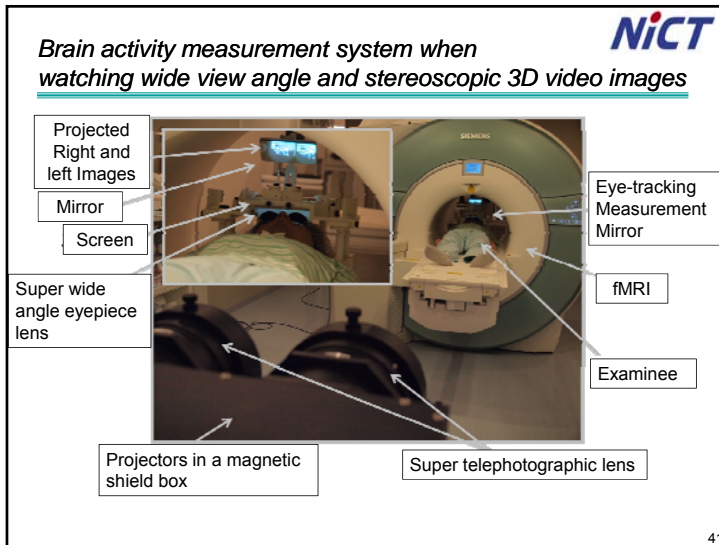 NiCT
Brain activity measurement system when
watching wide view angle and stereoscopic 3D video images
Projected
Right and
left Images
Mirror
Screen
Super wide
angle eyepiece
lens
SIEMENS
Eye-tracking
Measurement
Mirror
fMRI
Examinee
Projectors in a magnetic
shield box
Super telephotographic lens
41